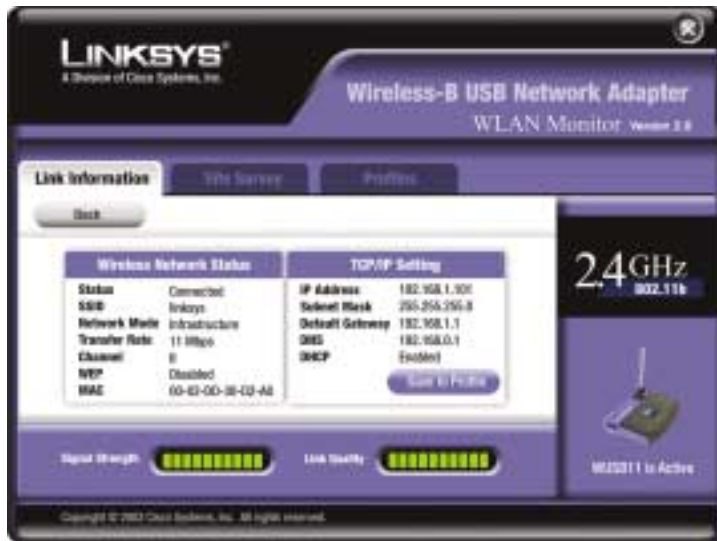 LINKSYS®
A Division of Cisco Systems, Inc.
Wireless-B USB Network Adapter
WLAN Monitor Version 2.0
Link Information
Site Survey
Profiles
Back
Wireless Network Status
Status Connected
SSID linksys
Network Mode Infrastructure
Transfer Rate 11 Mbps
Channel
WEP Disabled
MAC
TCP/IP Setting
IP Address 192.168.1.101
Subnet Mask 255.255.255.0
Default Gateway 192.168.1.1
DNS 192.168.0.1
DHCP Enabled
Save to Profile
2.4GHz
802.11b
Signal Strength
Link Quality
WUSB11 is Active
Copyright © 2003 Cisco Systems, Inc. All rights reserved.